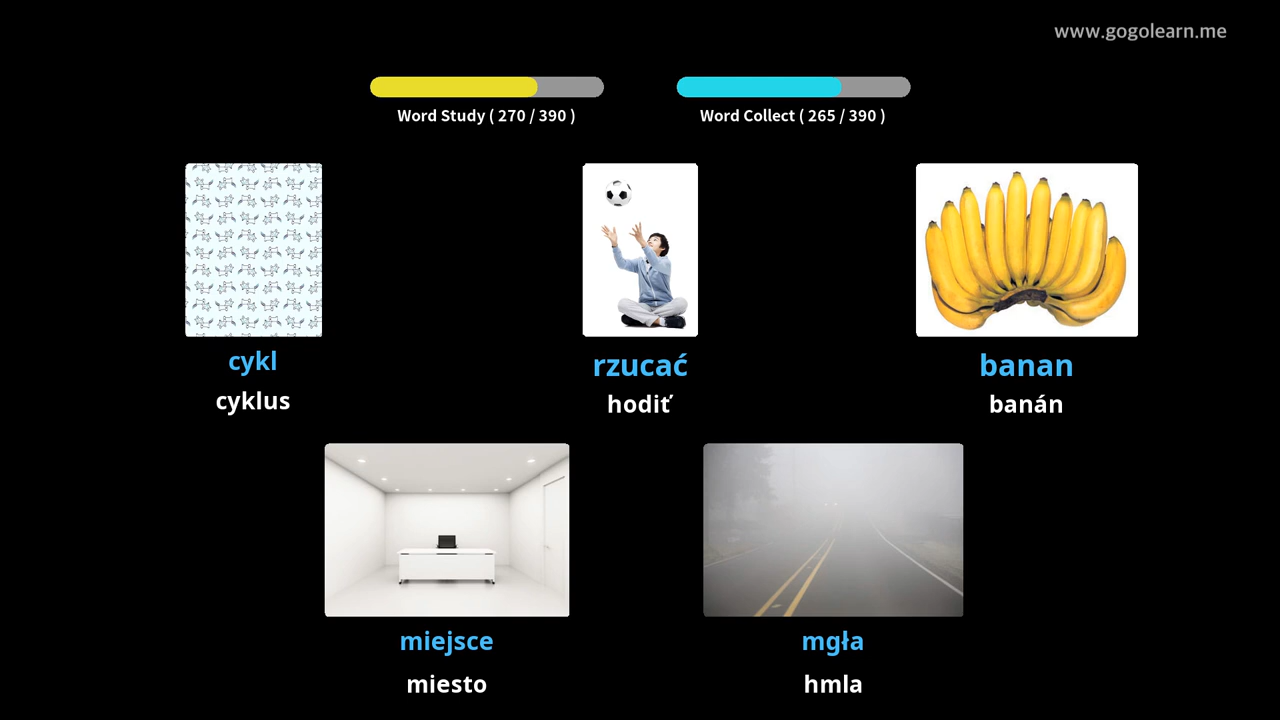 www.gogolearn.me
Word Study ( 270 / 390 )
Word Collect ( 265 / 390 )
cykl
cyklus
rzucać
hodiť
banan
banán
miejsce
miesto
mgła
hmla